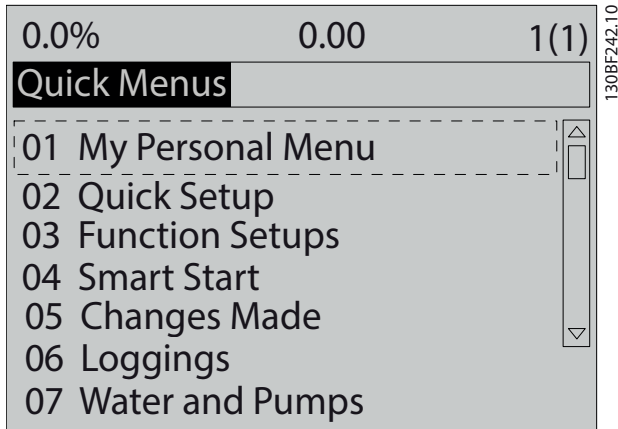 0.0% 0.00 1(1)
Quick Menus
01 My Personal Menu
02 Quick Setup
03 Function Setups
04 Smart Start
05 Changes Made
06 Loggings
07 Water and Pumps
130BF242.10